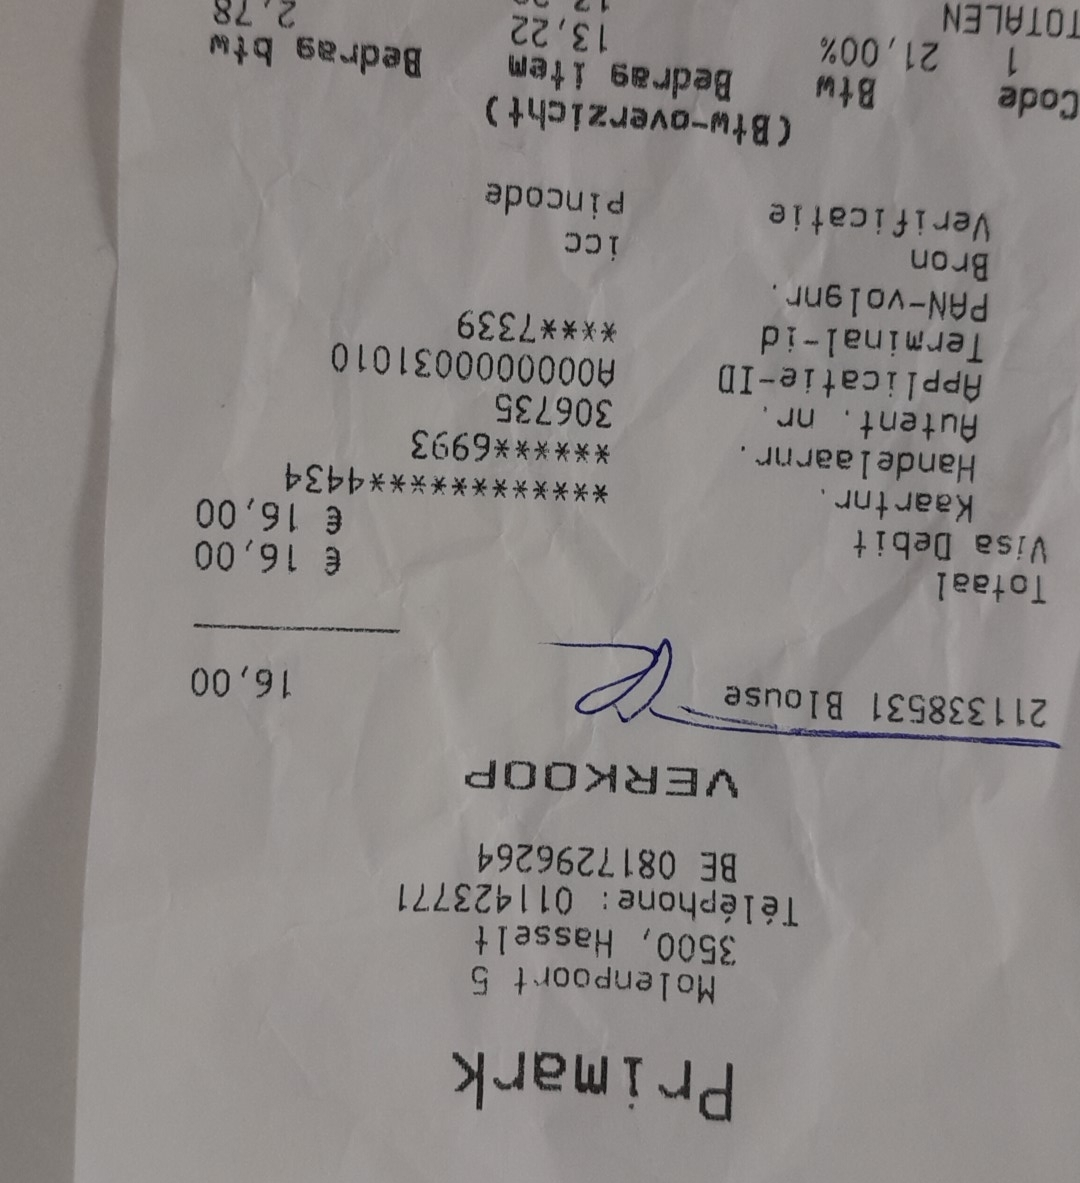 Primark
Molenpoort 5
3500, Hasselt
Téléphone: 011423771
BE 0817296264
VERKOOP
211338531 Blouse 16,00
Totaal € 16,00
Visa Debit € 16,00
Kaartnr. ************4434
Handelaarnr. ******6993
Autent. nr. 306735
Applicatie-ID A0000000031010
Terminal-id ****7339
PAN-volgnr.
Bron icc
Verificatie pincode
(Btw-overzicht)
Code Btw Bedrag item Bedrag btw
1 21,00% 13,22 2,78
TOTALEN